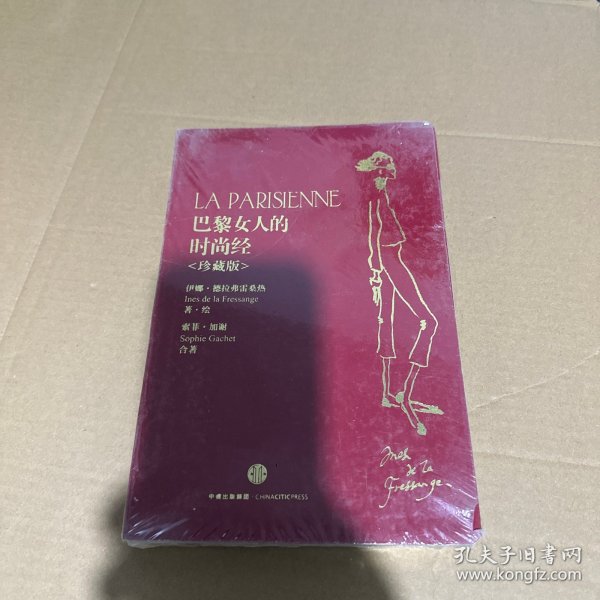 LA PARISIENNE
巴黎女人的
时尚经
<珍藏版>
伊娜·德拉弗雷桑热
Ines de la Fressange
著·绘
索菲·加谢
Sophie Gachet
合著
Ines
de la
Fressange
中信出版集团·CHINACITICPRESS
孔夫子旧书网
www.kongfz.com